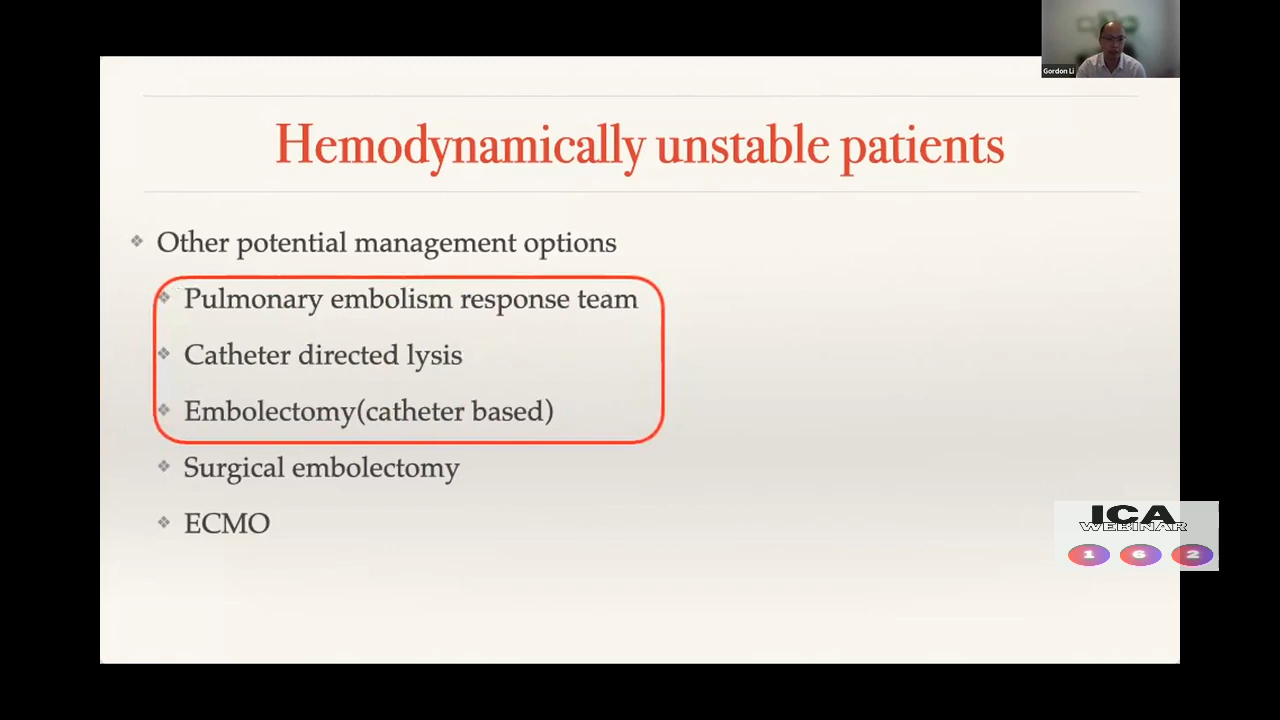 Gordon Li
Hemodynamically unstable patients
Other potential management options
Pulmonary embolism response team
Catheter directed lysis
Embolectomy(catheter based)
Surgical embolectomy
ECMO
ICA
WEBINAR
1 6 2